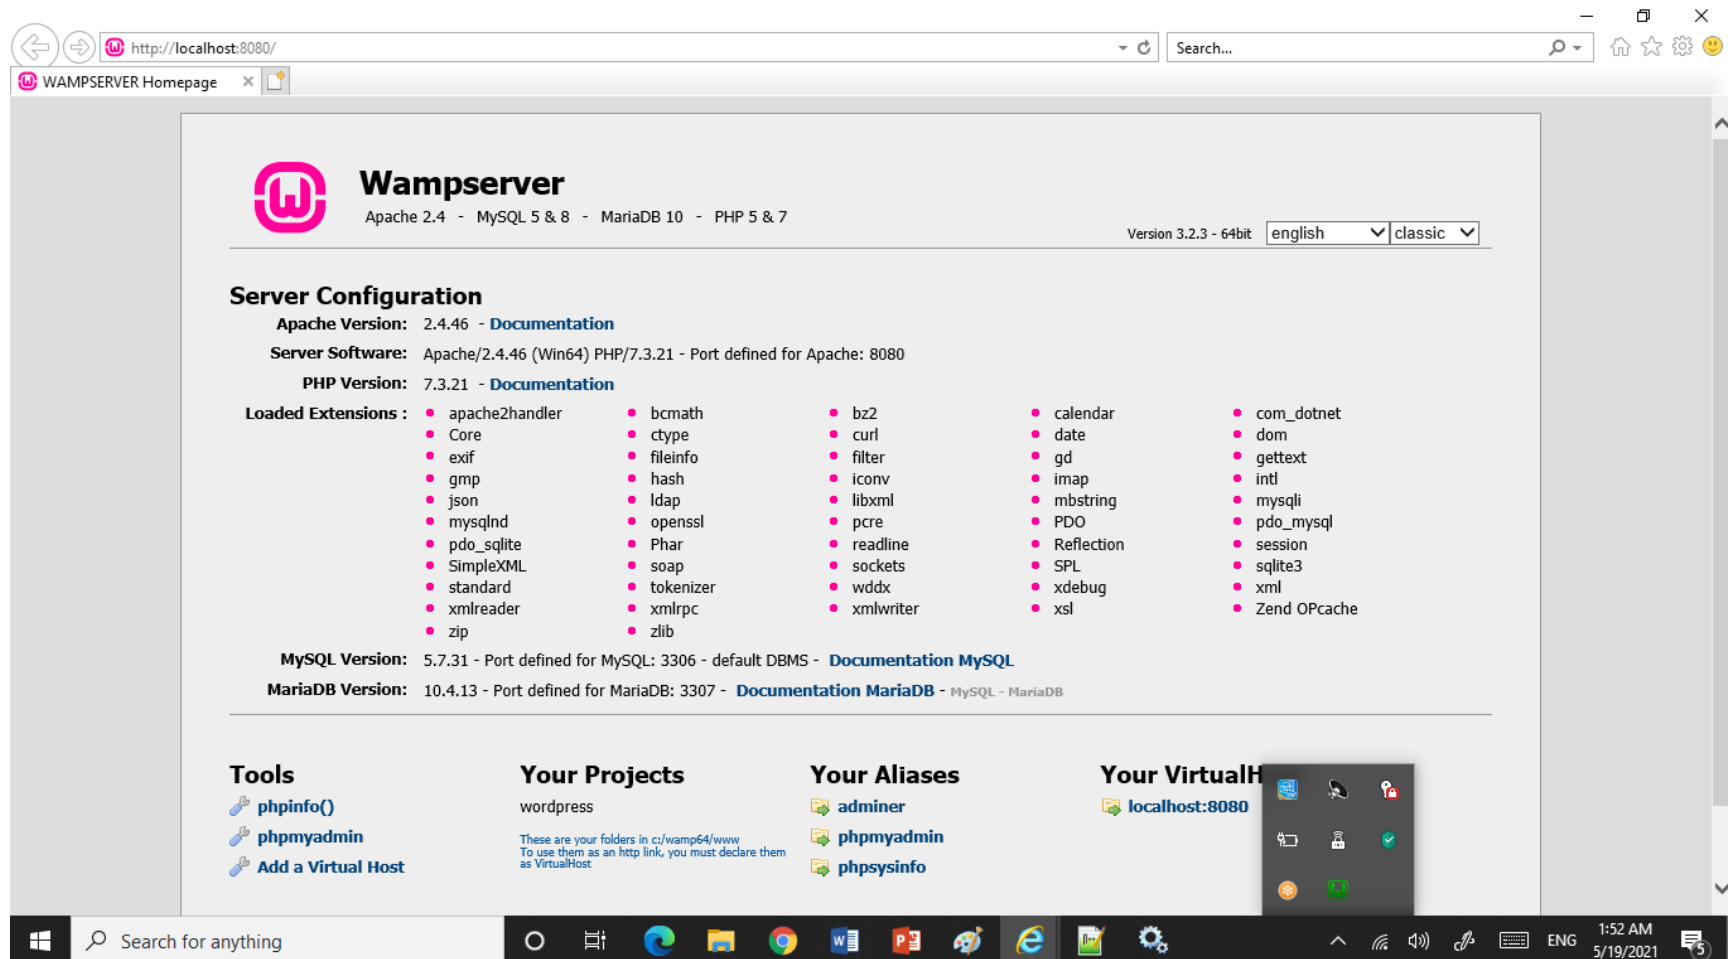 http://localhost:8080/
Search...
WAMPSERVER Homepage
Wampserver
Apache 2.4 - MySQL 5 & 8 - MariaDB 10 - PHP 5 & 7
Version 3.2.3 - 64bit english classic
Server Configuration
Apache Version: 2.4.46 - Documentation
Server Software: Apache/2.4.46 (Win64) PHP/7.3.21 - Port defined for Apache: 8080
PHP Version: 7.3.21 - Documentation
Loaded Extensions : apache2handler bcmath bz2 calendar com_dotnet
Core ctype curl date dom
exif fileinfo filter gd gettext
gmp hash iconv imap intl
json ldap libxml mbstring mysqli
mysqlnd openssl pcre PDO pdo_mysql
pdo_sqlite Phar readline Reflection session
SimpleXML soap sockets SPL sqlite3
standard tokenizer wddx xdebug xml
xmlreader xmlrpc xmlwriter xsl Zend OPcache
zip zlib
MySQL Version: 5.7.31 - Port defined for MySQL: 3306 - default DBMS - Documentation MySQL
MariaDB Version: 10.4.13 - Port defined for MariaDB: 3307 - Documentation MariaDB - MySQL - MariaDB
Tools
phpinfo()
phpmyadmin
Add a Virtual Host
Your Projects
wordpress
These are your folders in c:/wamp64/www
To use them as an http link, you must declare them
as VirtualHost
Your Aliases
adminer
phpmyadmin
phpsysinfo
Your VirtualH
localhost:8080
Search for anything
ENG
1:52 AM
5/19/2021
5